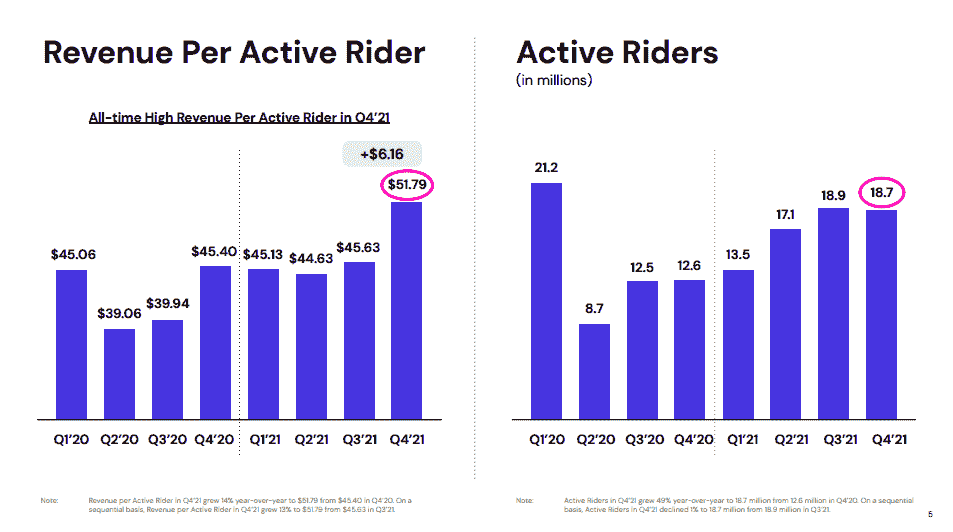 Revenue Per Active Rider
All-time High Revenue Per Active Rider in Q4'21
+$6.16
$51.79
$45.06
$39.06
$39.94
$45.40
$45.13
$44.63
$45.63
Q1'20 Q2'20 Q3'20 Q4'20 Q1'21 Q2'21 Q3'21 Q4'21
Note: Revenue per Active Rider in Q4'21 grew 14% year-over-year to $51.79 from $45.40 in Q4'20. On a
sequential basis, Revenue per Active Rider in Q4'21 grew 13% to $51.79 from $45.63 in Q3'21.
Active Riders
(in millions)
21.2
8.7
12.5
12.6
13.5
17.1
18.9
18.7
Q1'20 Q2'20 Q3'20 Q4'20 Q1'21 Q2'21 Q3'21 Q4'21
Note: Active Riders in Q4'21 grew 49% year-over-year to 18.7 million from 12.6 million in Q4'20. On a sequential
basis, Active Riders in Q4'21 declined 1% to 18.7 million from 18.9 million in Q3'21.
5